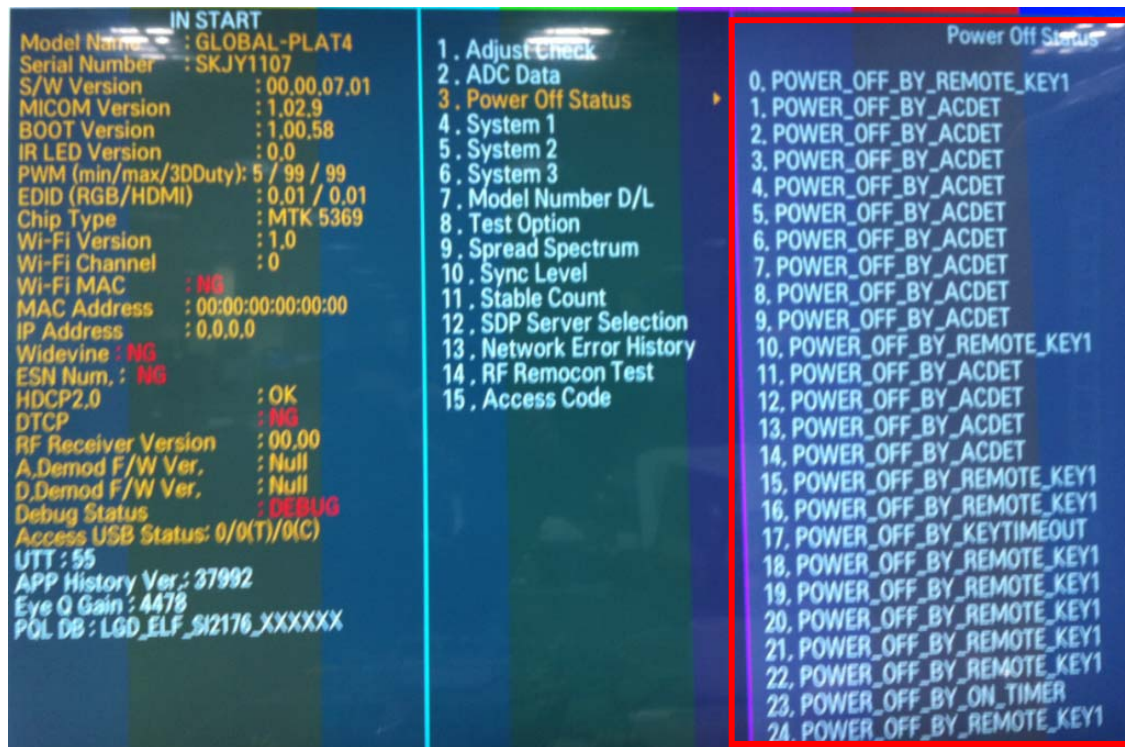 IN START
Model Name : GLOBAL-PLAT4
Serial Number : SKJY1107
S/W Version : 00.00.07.01
MICOM Version : 1.02.9
BOOT Version : 1.00.58
IR LED Version : 0.0
PWM (min/max/3DDuty): 5 / 99 / 99
EDID (RGB/HDMI) : 0.01 / 0.01
Chip Type : MTK 5369
Wi-Fi Version : 1.0
Wi-Fi Channel : 0
Wi-Fi MAC : NG
MAC Address : 00:00:00:00:00:00
IP Address : 0.0.0.0
Widevine : NG
ESN Num. : NG
HDCP2.0 : OK
DTCP : NG
RF Receiver Version : 00.00
A.Demod F/W Ver. : Null
D.Demod F/W Ver. : Null
Debug Status : DEBUG
Access USB Status: 0/0(T)/0(C)
UTT : 55
APP History Ver.: 37992
Eye Q Gain : 4478
PQL DB : LGD_ELF_SI2176_XXXXXX
1. Adjust Check
2. ADC Data
3. Power Off Status
4. System 1
5. System 2
6. System 3
7. Model Number D/L
8. Test Option
9. Spread Spectrum
10. Sync Level
11. Stable Count
12. SDP Server Selection
13. Network Error History
14. RF Remocon Test
15. Access Code
Power Off Status
0. POWER_OFF_BY_REMOTE_KEY1
1. POWER_OFF_BY_ACDET
2. POWER_OFF_BY_ACDET
3. POWER_OFF_BY_ACDET
4. POWER_OFF_BY_ACDET
5. POWER_OFF_BY_ACDET
6. POWER_OFF_BY_ACDET
7. POWER_OFF_BY_ACDET
8. POWER_OFF_BY_ACDET
9. POWER_OFF_BY_ACDET
10. POWER_OFF_BY_REMOTE_KEY1
11. POWER_OFF_BY_ACDET
12. POWER_OFF_BY_ACDET
13. POWER_OFF_BY_ACDET
14. POWER_OFF_BY_ACDET
15. POWER_OFF_BY_REMOTE_KEY1
16. POWER_OFF_BY_REMOTE_KEY1
17. POWER_OFF_BY_KEYTIMEOUT
18. POWER_OFF_BY_REMOTE_KEY1
19. POWER_OFF_BY_REMOTE_KEY1
20. POWER_OFF_BY_REMOTE_KEY1
21. POWER_OFF_BY_REMOTE_KEY1
22. POWER_OFF_BY_REMOTE_KEY1
23. POWER_OFF_BY_ON_TIMER
24. POWER_OFF_BY_REMOTE_KEY1